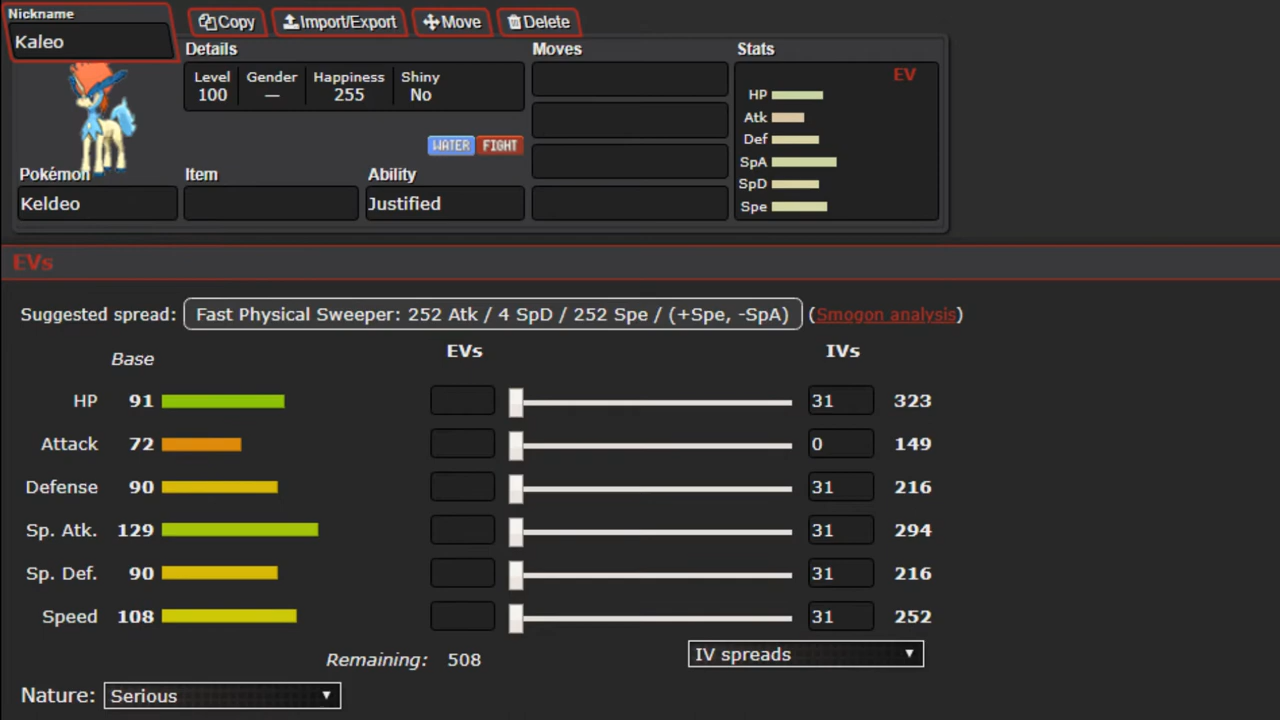 Nickname
Kaleo
Copy Import/Export Move Delete
Details Moves Stats
Level Gender Happiness Shiny
100 — 255 No
EV
HP
Atk
Def
SpA
SpD
Spe
WATER FIGHT
Pokémon Item Ability
Keldeo Justified
EVs
Suggested spread: Fast Physical Sweeper: 252 Atk / 4 SpD / 252 Spe / (+Spe, -SpA) (Smogon analysis)
Base EVs IVs
HP 91 31 323
Attack 72 0 149
Defense 90 31 216
Sp. Atk. 129 31 294
Sp. Def. 90 31 216
Speed 108 31 252
Remaining: 508 IV spreads
Nature: Serious